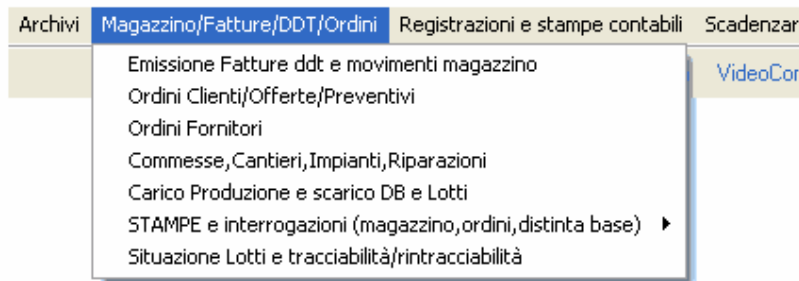 Archivi Magazzino/Fatture/DDT/Ordini Registrazioni e stampe contabili Scadenzar
Emissione Fatture ddt e movimenti magazzino
VideoCor
Ordini Clienti/Offerte/Preventivi
Ordini Fornitori
Commesse,Cantieri,Impianti,Riparazioni
Carico Produzione e scarico DB e Lotti
STAMPE e interrogazioni (magazzino,ordini,distinta base)
Situazione Lotti e tracciabilità/rintracciabilità